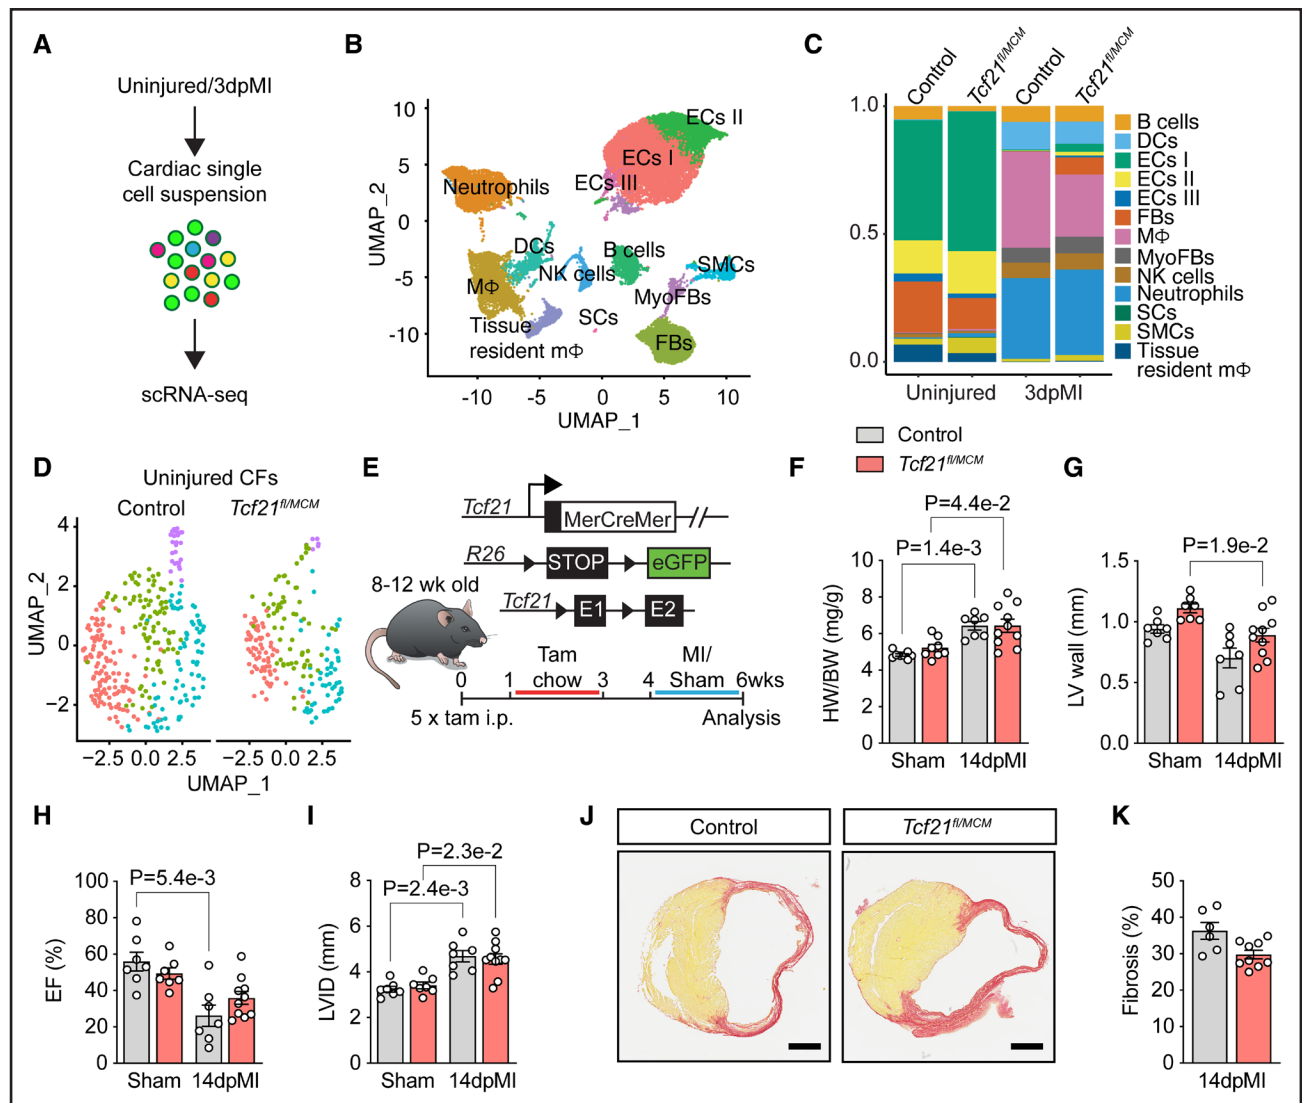 A
Uninjured/3dpMI
Cardiac single
cell suspension
scRNA-seq
B
10
5
0
-5
-10
UMAP_2
ECs II
ECs I
ECs III
Neutrophils
DCs
B cells
NK cells
SMCs
MΦ
MyoFBs
Tissue
resident mΦ
SCs
FBs
-10
-5
0
5
10
UMAP_1
C
Control
Tcf21fl/MCM
Control
Tcf21fl/MCM
1.0
0.5
0.0
Uninjured
3dpMI
B cells
DCs
ECs I
ECs II
ECs III
FBs
MΦ
MyoFBs
NK cells
Neutrophils
SCs
SMCs
Tissue
resident mΦ
D
Uninjured CFs
Control
Tcf21fl/MCM
4
2
0
−2
UMAP_2
−2.5 0.0 2.5
−2.5 0.0 2.5
UMAP_1
E
Tcf21
MerCreMer
R26
STOP
eGFP
Tcf21
E1
E2
8-12 wk old
Tam
chow
MI/
Sham
0
1
3
4
6wks
5 x tam i.p.
Analysis
Control
Tcf21fl/MCM
F
P=4.4e-2
P=1.4e-3
10
8
6
4
2
0
HW/BW (mg/g)
Sham
14dpMI
G
P=1.9e-2
1.5
1.0
0.5
0.0
LV wall (mm)
Sham
14dpMI
H
P=5.4e-3
100
80
60
40
20
0
EF (%)
Sham
14dpMI
I
P=2.3e-2
P=2.4e-3
8
6
4
2
0
LVID (mm)
Sham
14dpMI
J
Control
Tcf21fl/MCM
K
50
40
30
20
10
0
Fibrosis (%)
14dpMI